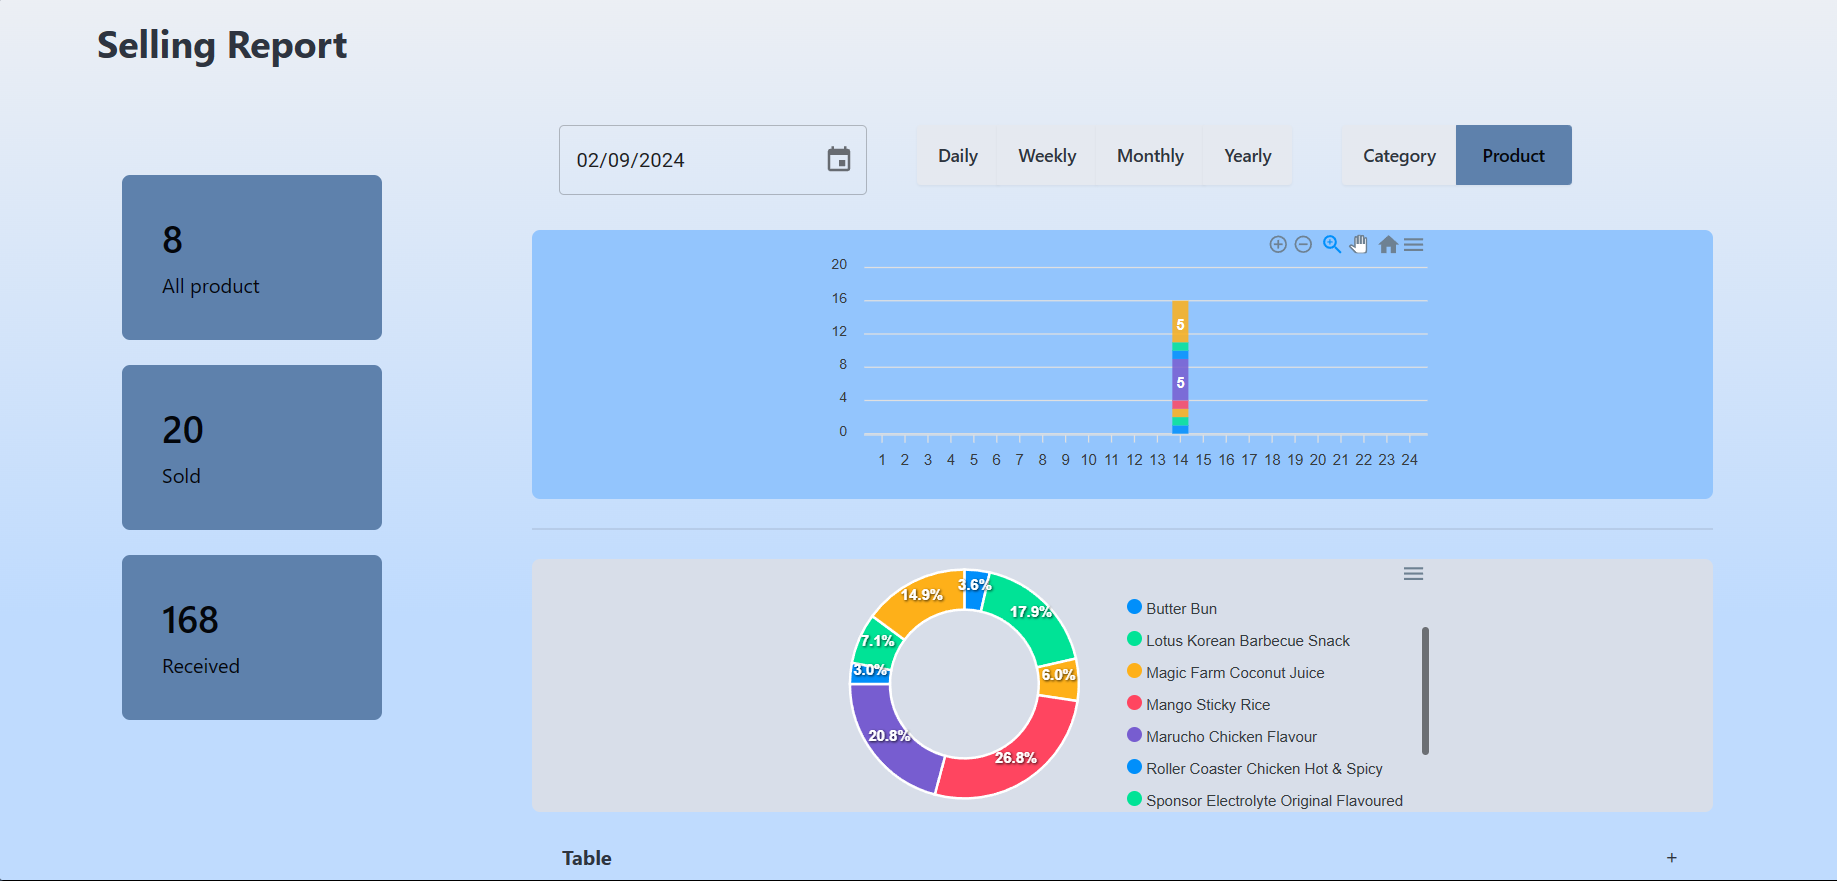 Selling Report
02/09/2024
Daily Weekly Monthly Yearly
Category Product
8
All product
20
Sold
168
Received
20
16
12
8
4
0
5
5
1 2 3 4 5 6 7 8 9 10 11 12 13 14 15 16 17 18 19 20 21 22 23 24
3.6%
17.9%
6.0%
26.8%
20.8%
3.0%
7.1%
14.9%
Butter Bun
Lotus Korean Barbecue Snack
Magic Farm Coconut Juice
Mango Sticky Rice
Marucho Chicken Flavour
Roller Coaster Chicken Hot & Spicy
Sponsor Electrolyte Original Flavoured
Table +